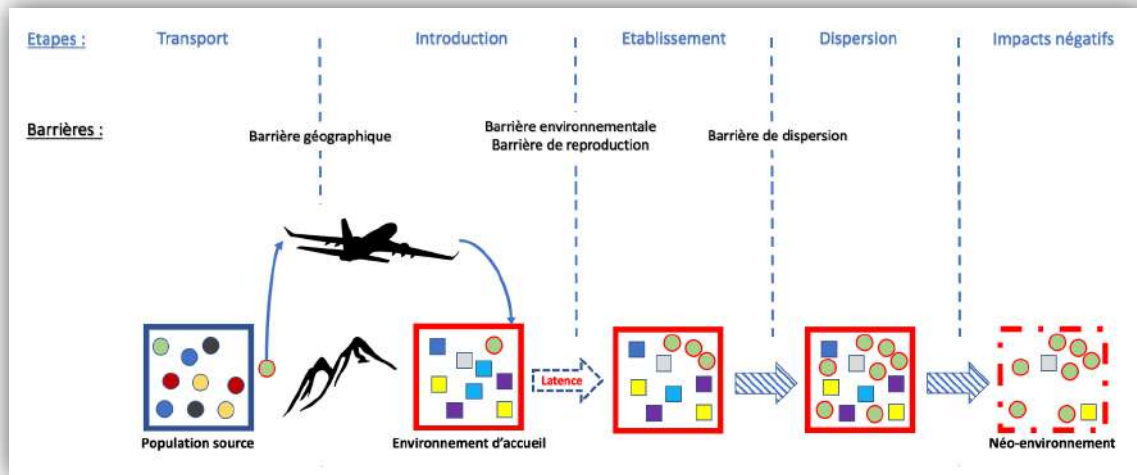 Etapes :
Transport
Introduction
Etablissement
Dispersion
Impacts négatifs
Barrières :
Barrière géographique
Barrière environnementale
Barrière de reproduction
Barrière de dispersion
Latence
Population source
Environnement d'accueil
Néo-environnement